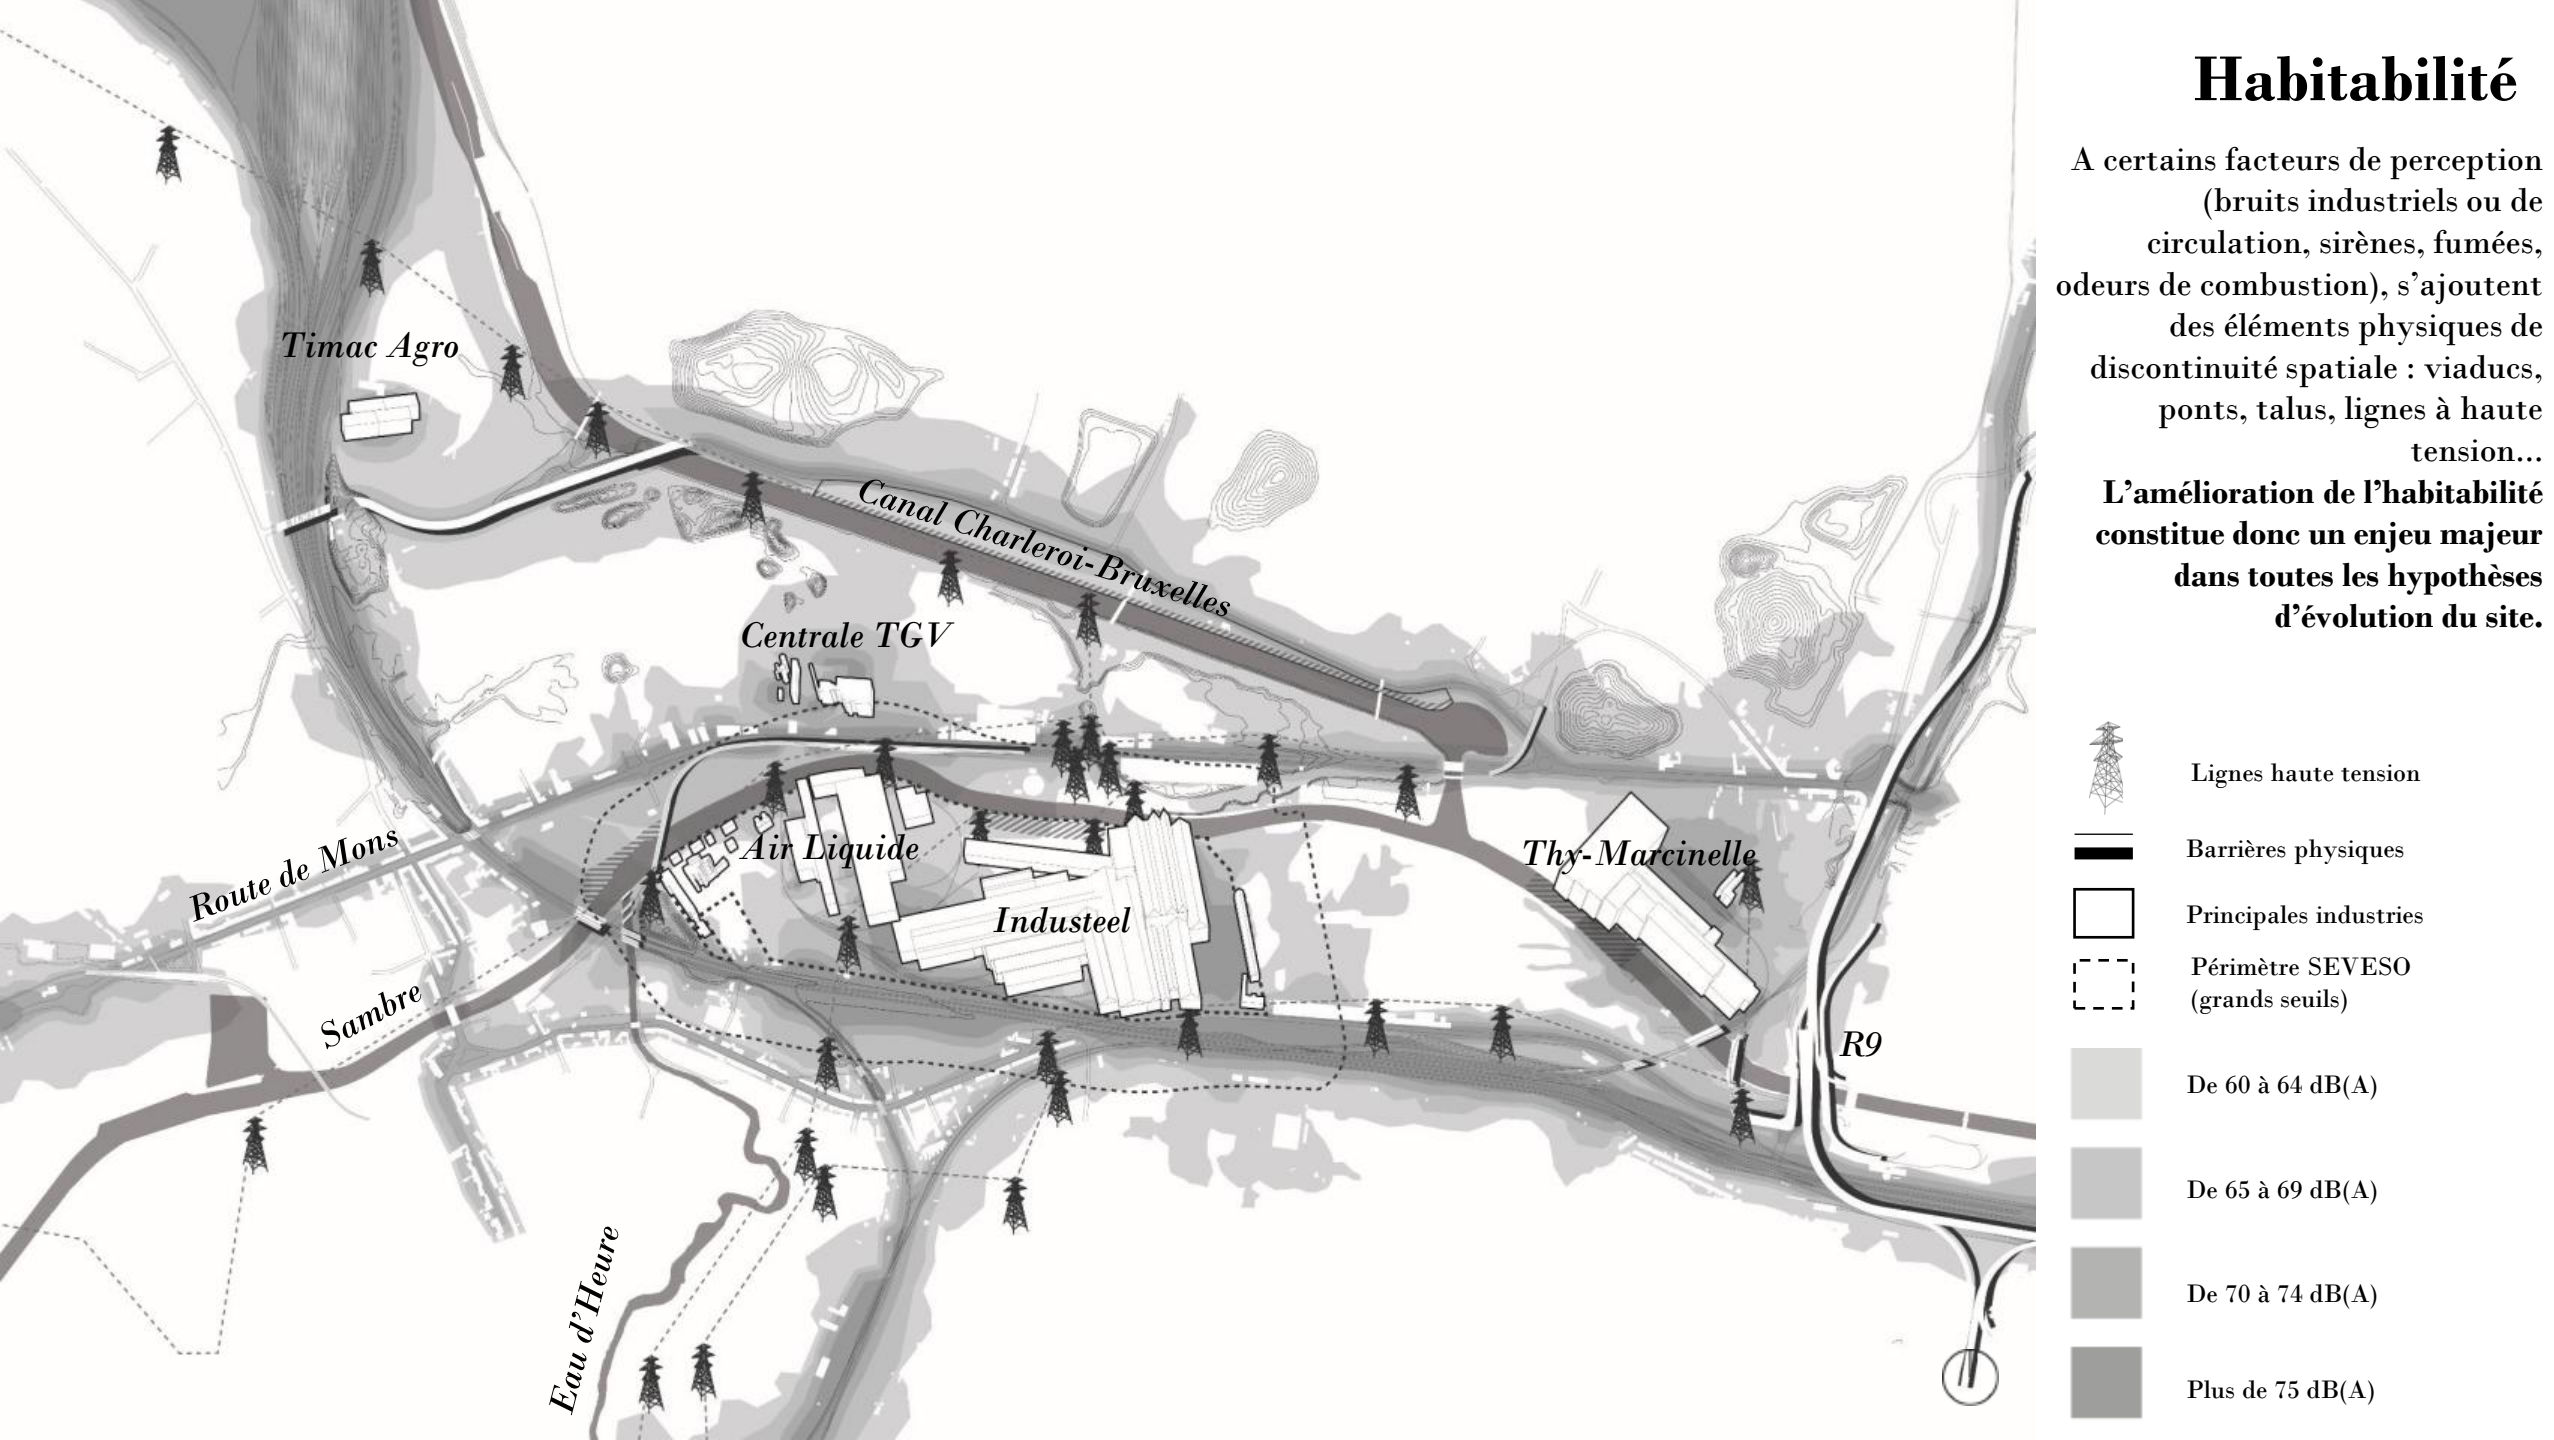 Habitabilité
A certains facteurs de perception
(bruits industriels ou de
circulation, sirènes, fumées,
odeurs de combustion), s’ajoutent
des éléments physiques de
discontinuité spatiale : viaducs,
ponts, talus, lignes à haute
tension...
L’amélioration de l’habitabilité
constitue donc un enjeu majeur
dans toutes les hypothèses
d’évolution du site.
Timac Agro
Canal Charleroi-Bruxelles
Centrale TGV
Route de Mons
Air Liquide
Thy-Marcinelle
Industeel
Sambre
R9
Eau d’Heure
Lignes haute tension
Barrières physiques
Principales industries
Périmètre SEVESO
(grands seuils)
De 60 à 64 dB(A)
De 65 à 69 dB(A)
De 70 à 74 dB(A)
Plus de 75 dB(A)